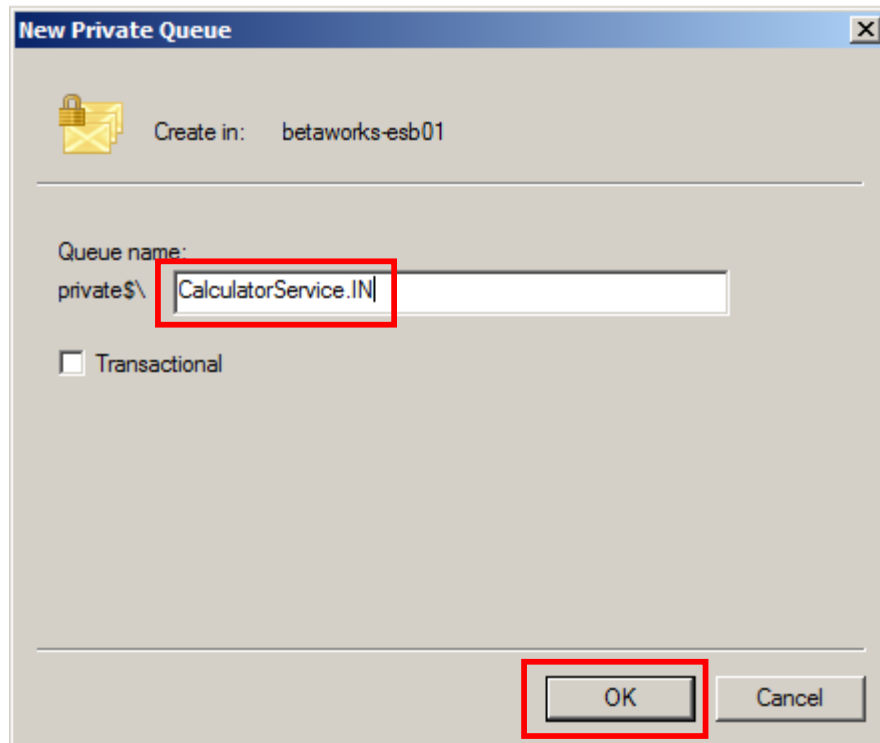 New Private Queue
Create in: betaworks-esb01
Queue name:
private$\ CalculatorService.IN
Transactional
OK Cancel